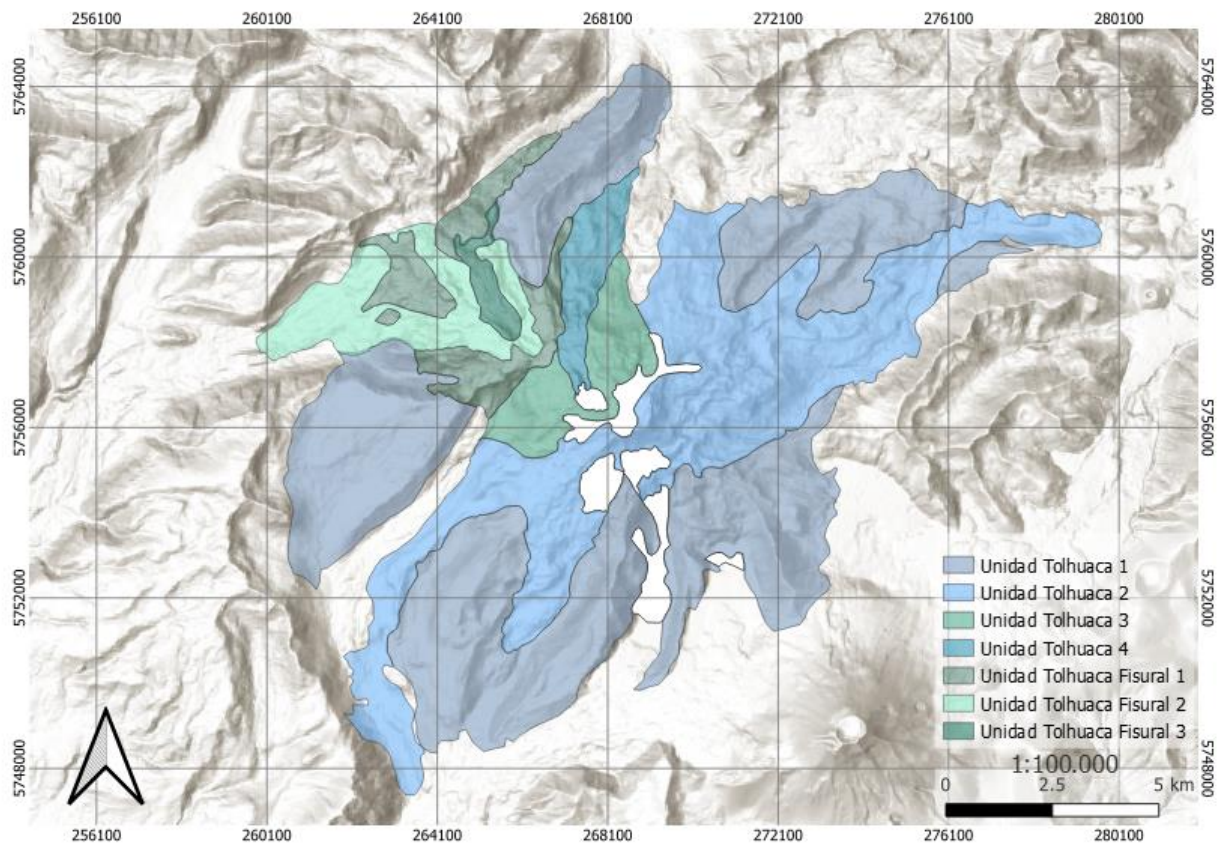 256100 260100 264100 268100 272100 276100 280100
5764000 5764000
5760000 5760000
5756000 5756000
5752000 5752000
5748000 5748000
Unidad Tolhuaca 1
Unidad Tolhuaca 2
Unidad Tolhuaca 3
Unidad Tolhuaca 4
Unidad Tolhuaca Fisural 1
Unidad Tolhuaca Fisural 2
Unidad Tolhuaca Fisural 3
1:100.000
0 2.5 5 km
256100 260100 264100 268100 272100 276100 280100